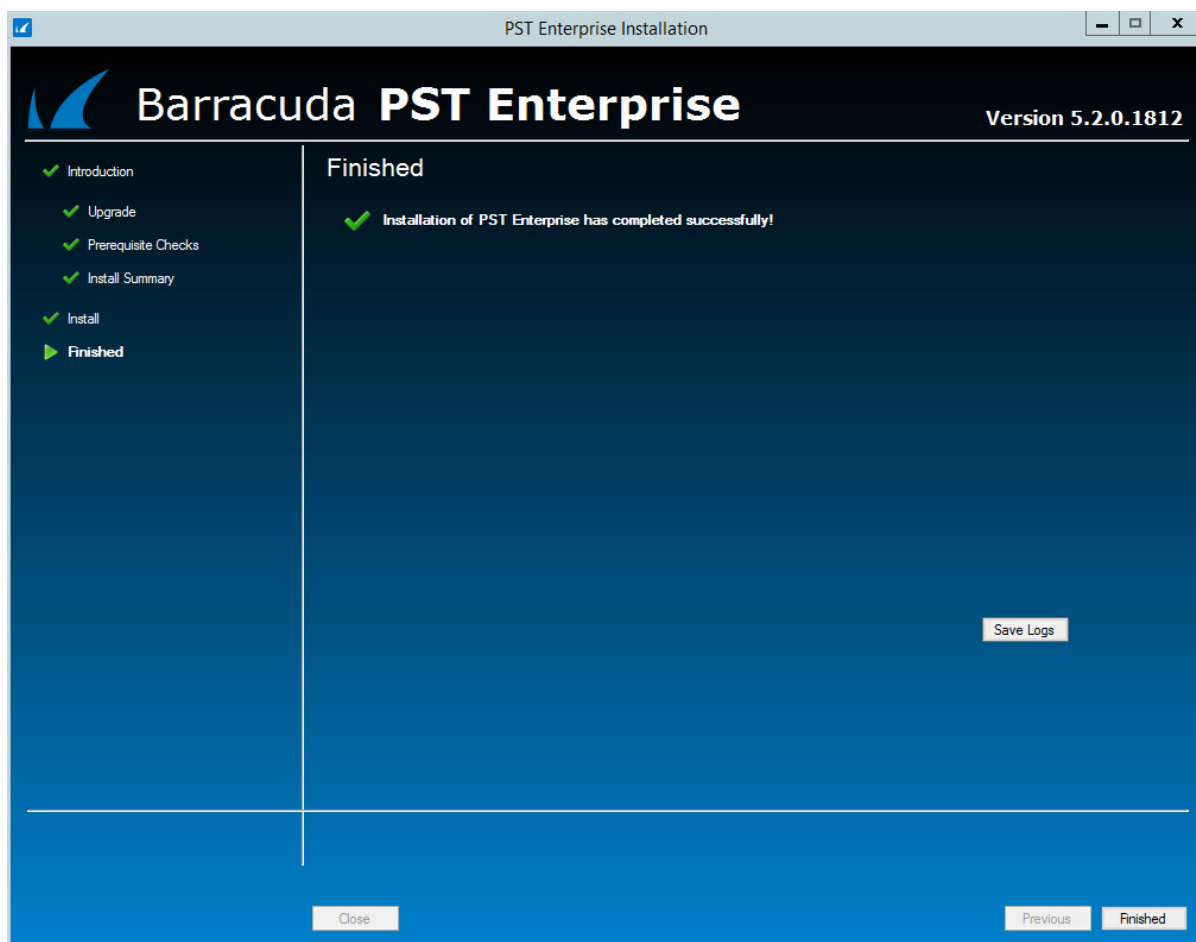 PST Enterprise Installation
Barracuda PST Enterprise
Version 5.2.0.1812
Introduction
Upgrade
Prerequisite Checks
Install Summary
Install
Finished
Finished
Installation of PST Enterprise has completed successfully!
Save Logs
Close
Previous
Finished